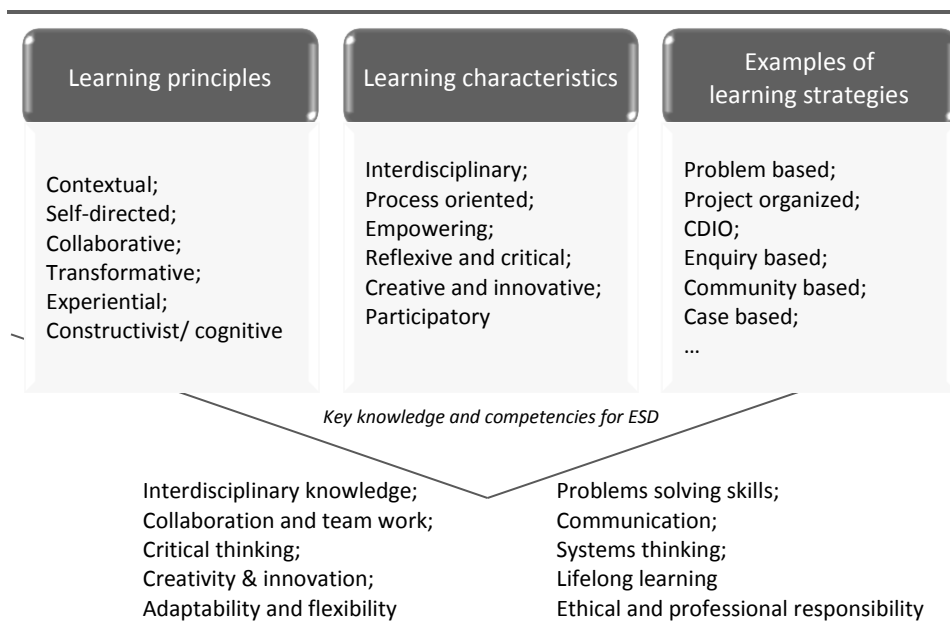 Learning principles
Contextual;
Self-directed;
Collaborative;
Transformative;
Experiential;
Constructivist/ cognitive
Learning characteristics
Interdisciplinary;
Process oriented;
Empowering;
Reflexive and critical;
Creative and innovative;
Participatory
Examples of
learning strategies
Problem based;
Project organized;
CDIO;
Enquiry based;
Community based;
Case based;
...
Key knowledge and competencies for ESD
Interdisciplinary knowledge;
Collaboration and team work;
Critical thinking;
Creativity & innovation;
Adaptability and flexibility
Problems solving skills;
Communication;
Systems thinking;
Lifelong learning
Ethical and professional responsibility